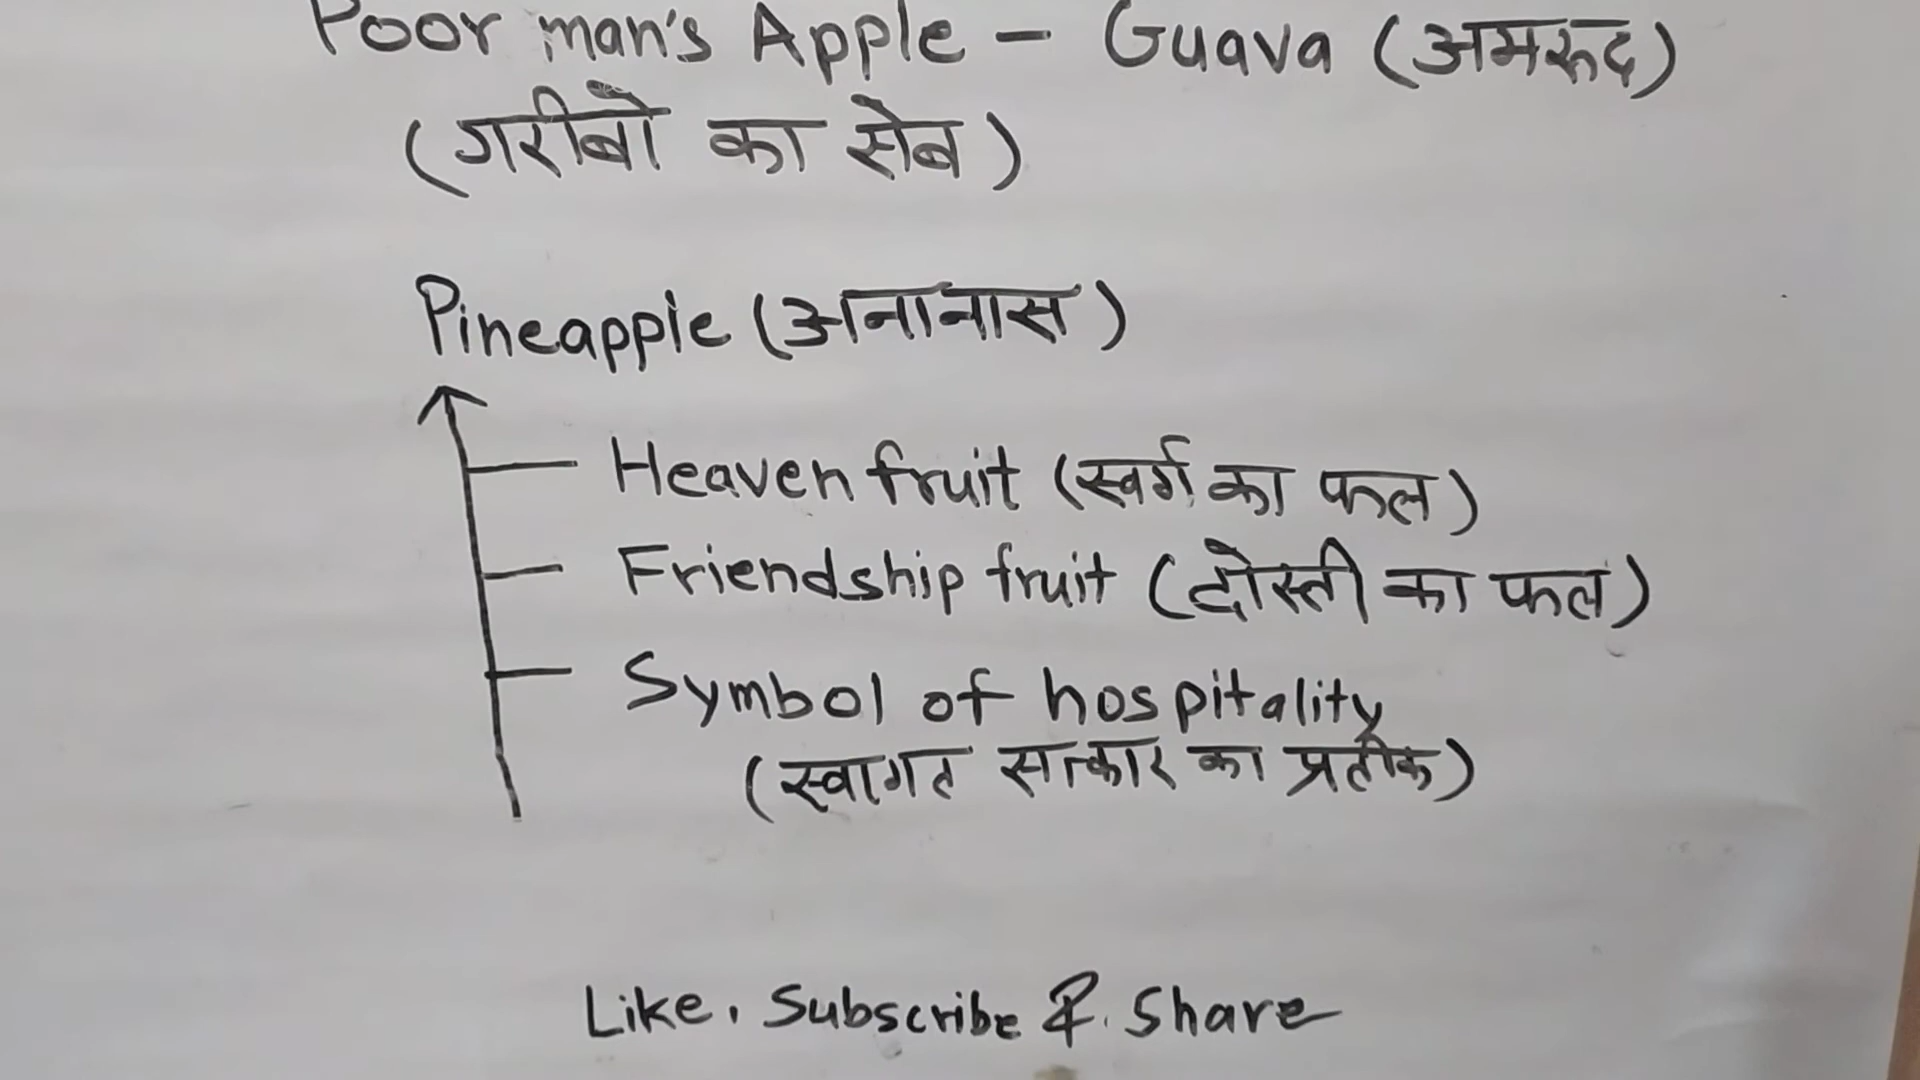 Poor man's Apple - Guava (अमरूद)
(गरीबो का सेब)
Pineapple (अनानास)
Heaven fruit (स्वर्ग का फल)
Friendship fruit (दोस्ती का फल)
Symbol of hospitality
(स्वागत सत्कार का प्रतीक)
Like, Subscribe & Share